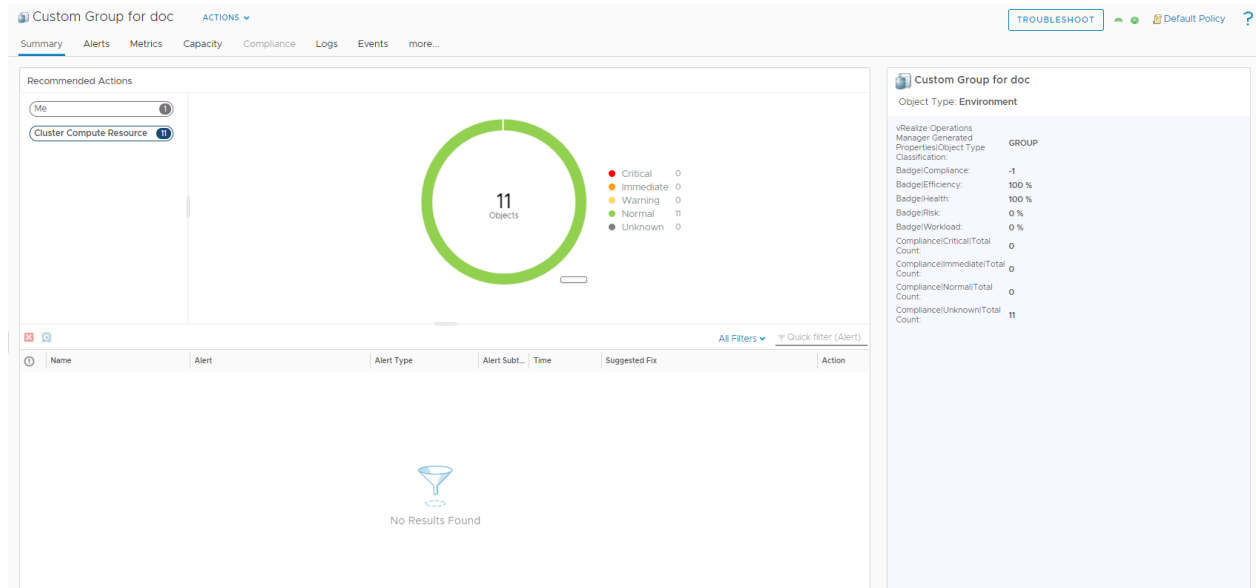 Custom Group for doc ACTIONS
TROUBLESHOOT Default Policy ?
Summary Alerts Metrics Capacity Compliance Logs Events more...
Recommended Actions
Me 1
Cluster Compute Resource 11
11
Objects
Critical 0
Immediate 0
Warning 0
Normal 11
Unknown 0
All Filters Quick filter (Alert)
Name Alert Alert Type Alert Subt... Time Suggested Fix Action
No Results Found
Custom Group for doc
Object Type: Environment
vRealize Operations
Manager Generated
Properties|Object Type
Classification:
GROUP
Badge|Compliance: -1
Badge|Efficiency: 100 %
Badge|Health: 100 %
Badge|Risk: 0 %
Badge|Workload: 0 %
Compliance|Critical|Total
Count:
0
Compliance|Immediate|Total
Count:
0
Compliance|Normal|Total
Count:
0
Compliance|Unknown|Total
Count:
11